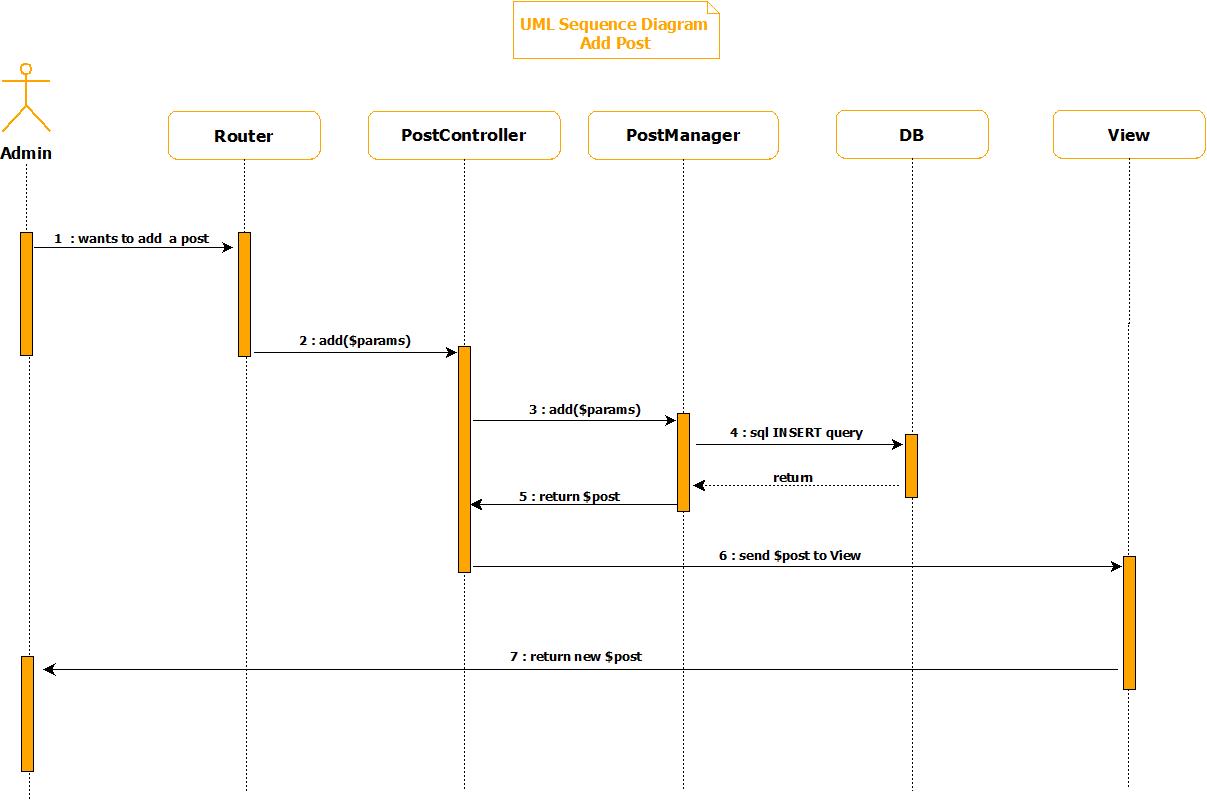 UML Sequence Diagram
Add Post
Admin
Router
PostController
PostManager
DB
View
1 : wants to add a post
2 : add($params)
3 : add($params)
4 : sql INSERT query
return
5 : return $post
6 : send $post to View
7 : return new $post